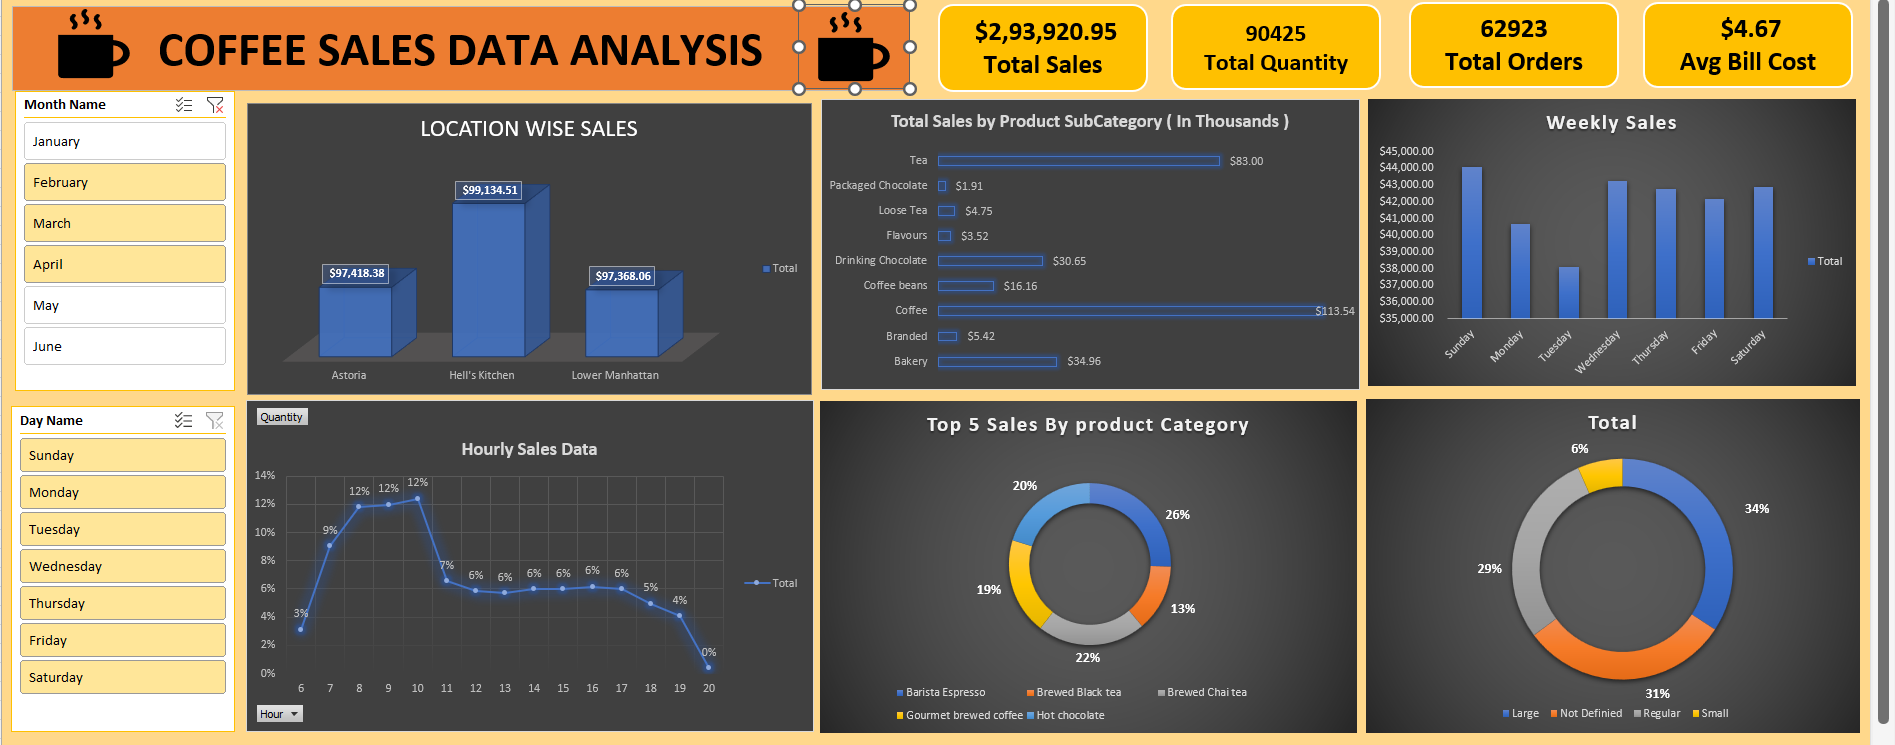 COFFEE SALES DATA ANALYSIS
$2,93,920.95
Total Sales
90425
Total Quantity
62923
Total Orders
$4.67
Avg Bill Cost
Month Name
January
February
March
April
May
June
Day Name
Sunday
Monday
Tuesday
Wednesday
Thursday
Friday
Saturday
LOCATION WISE SALES
$99,134.51
$97,418.38
$97,368.06
Total
Astoria
Hell's Kitchen
Lower Manhattan
Total Sales by Product SubCategory ( In Thousands )
Tea $83.00
Packaged Chocolate $1.91
Loose Tea $4.75
Flavours $3.52
Drinking Chocolate $30.65
Coffee beans $16.16
Coffee $113.54
Branded $5.42
Bakery $34.96
Weekly Sales
$45,000.00
$44,000.00
$43,000.00
$42,000.00
$41,000.00
$40,000.00
$39,000.00
$38,000.00
$37,000.00
$36,000.00
$35,000.00
Total
Sunday
Monday
Tuesday
Wednesday
Thursday
Friday
Saturday
Quantity
Hourly Sales Data
14%
12%
10%
8%
6%
4%
2%
0%
3%
9%
12%
12%
12%
7%
6%
6%
6%
6%
6%
6%
5%
4%
0%
Total
6 7 8 9 10 11 12 13 14 15 16 17 18 19 20
Hour
Top 5 Sales By product Category
20%
26%
19%
13%
22%
Barista Espresso
Brewed Black tea
Brewed Chai tea
Gourmet brewed coffee
Hot chocolate
Total
6%
34%
29%
31%
Large
Not Definied
Regular
Small